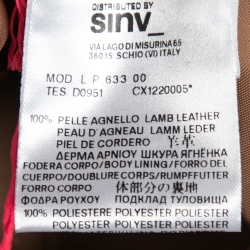 DISTRIBUTED BY
sinv_
VIA LAGO DI MISURINA 65
36015 SCHIO (VI) ITALY
MOD L P 633 00
TES D0951 CX1220005*
100% PELLE AGNELLO LAMB LEATHER
PEAU D'AGNEAU LAMM LEDER
PIEL DE CORDERO 羊革
ΔΕΡΜΑ ΑΡΝΙΟΥ ШКУРА ЯГНЁНКА
FODERA CORPO/BODY LINING/FORRO DEL
CUERPO/DOUBLURE CORPS/RUMPFFUTTER
FORRO CORPO 体部分の裏地
ΦΟΔΡΑ ΡΟΥΧΟΥ ПОДКЛАД ТУЛОВИЩА
100% POLIESTERE POLYESTER POLIESTER
POLYESTER POLYESTER POLIÉSTER